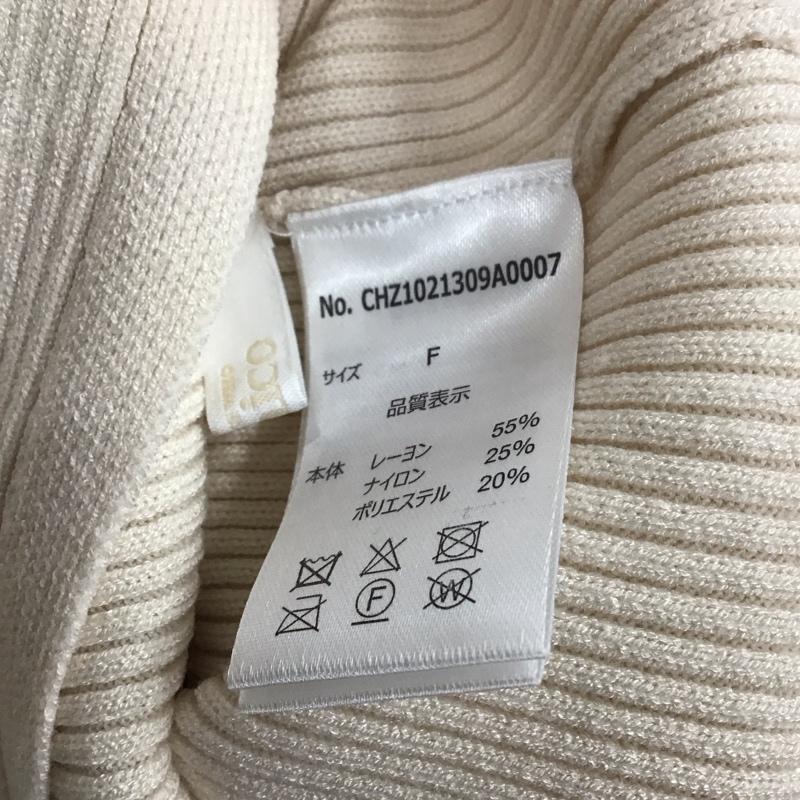 No. CHZ1021309A0007
サイズ F
品質表示
本体 レーヨン 55%
ナイロン 25%
ポリエステル 20%
F
W
ico